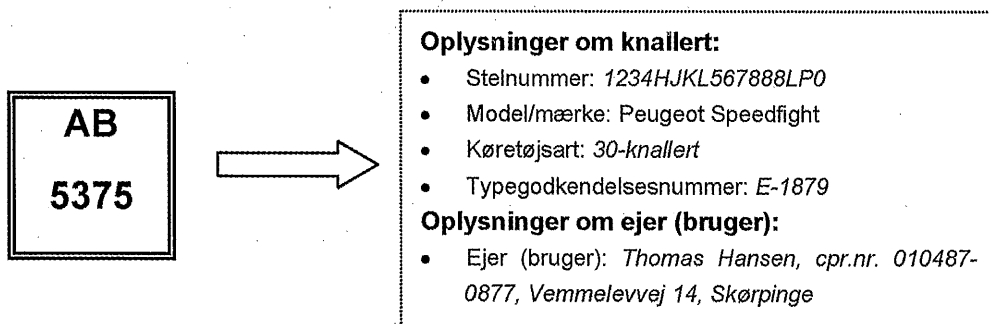 AB
5375
Oplysninger om knallert:
• Stelnummer: 1234HJKL567888LP0
• Model/mærke: Peugeot Speedfight
• Køretøjsart: 30-knallert
• Typegodkendelsesnummer: E-1879
Oplysninger om ejer (bruger):
• Ejer (bruger): Thomas Hansen, cpr.nr. 010487-
0877, Vemmelevvej 14, Skørpinge